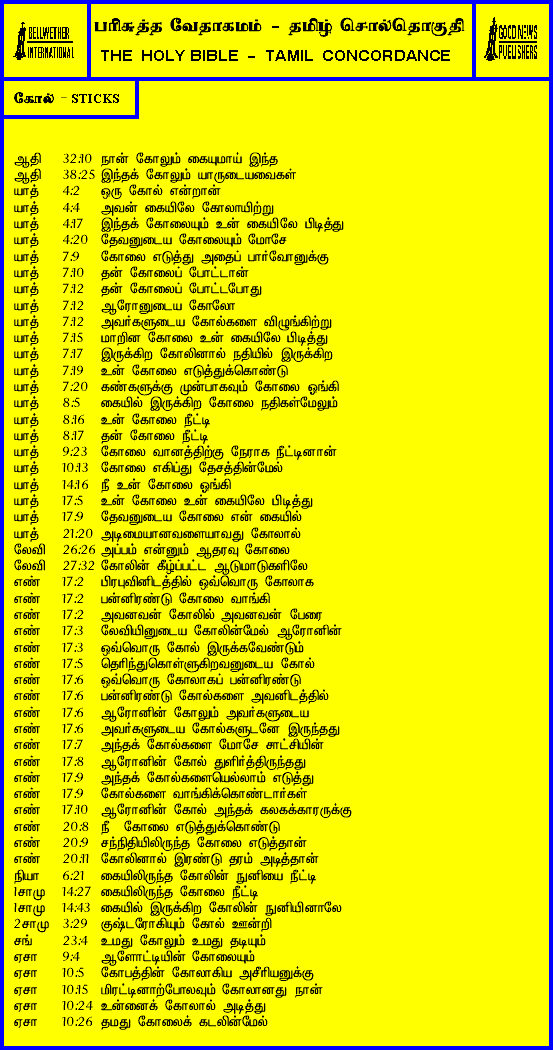 BELLWETHER INTERNATIONAL
பரிசுத்த வேதாகமம் - தமிழ் சொல்தொகுதி
THE HOLY BIBLE - TAMIL CONCORDANCE
GOOD NEWS PUBLISHERS
கோல் - STICKS
ஆதி 32:10 நான் கோலும் கையுமாய் இந்த
ஆதி 38:25 இந்தக் கோலும் யாருடையவைகள்
யாத் 4:2 ஒரு கோல் என்றான்
யாத் 4:4 அவன் கையிலே கோலாயிற்று
யாத் 4:17 இந்தக் கோலையும் உன் கையிலே பிடித்து
யாத் 4:20 தேவனுடைய கோலையும் மோசே
யாத் 7:9 கோலை எடுத்து அதைப் பார்வோனுக்கு
யாத் 7:10 தன் கோலைப் போட்டான்
யாத் 7:12 தன் கோலைப் போட்டபோது
யாத் 7:12 ஆரோனுடைய கோலோ
யாத் 7:12 அவர்களுடைய கோல்களை விழுங்கிற்று
யாத் 7:15 மாறின கோலை உன் கையிலே பிடித்து
யாத் 7:17 இருக்கிற கோலினால் நதியில் இருக்கிற
யாத் 7:19 உன் கோலை எடுத்துக்கொண்டு
யாத் 7:20 கண்களுக்கு முன்பாகவும் கோலை ஓங்கி
யாத் 8:5 கையில் இருக்கிற கோலை நதிகள்மேலும்
யாத் 8:16 உன் கோலை நீட்டி
யாத் 8:17 தன் கோலை நீட்டி
யாத் 9:23 கோலை வானத்திற்கு நேராக நீட்டினான்
யாத் 10:13 கோலை எகிப்து தேசத்தின்மேல்
யாத் 14:16 நீ உன் கோலை ஓங்கி
யாத் 17:5 உன் கோலை உன் கையிலே பிடித்து
யாத் 17:9 தேவனுடைய கோலை என் கையில்
யாத் 21:20 அடிமையானவளையாவது கோலால்
லேவி 26:26 அப்பம் என்னும் ஆதரவு கோலை
லேவி 27:32 கோலின் கீழ்ப்பட்ட ஆடுமாடுகளிலே
எண் 17:2 பிரபுவினிடத்தில் ஒவ்வொரு கோலாக
எண் 17:2 பன்னிரண்டு கோலை வாங்கி
எண் 17:2 அவனவன் கோலில் அவனவன் பேரை
எண் 17:3 லேவியினுடைய கோலின்மேல் ஆரோனின்
எண் 17:3 ஒவ்வொரு கோல் இருக்கவேண்டும்
எண் 17:5 தெரிந்துகொள்ளுகிறவனுடைய கோல்
எண் 17:6 ஒவ்வொரு கோலாகப் பன்னிரண்டு
எண் 17:6 பன்னிரண்டு கோல்களை அவனிடத்தில்
எண் 17:6 ஆரோனின் கோலும் அவர்களுடைய
எண் 17:6 அவர்களுடைய கோல்களுடனே இருந்தது
எண் 17:7 அந்தக் கோல்களை மோசே சாட்சியின்
எண் 17:8 ஆரோனின் கோல் துளிர்த்திருந்தது
எண் 17:9 அந்தக் கோல்களையெல்லாம் எடுத்து
எண் 17:9 கோல்களை வாங்கிக்கொண்டார்கள்
எண் 17:10 ஆரோனின் கோல் அந்தக் கலகக்காரருக்கு
எண் 20:8 நீ கோலை எடுத்துக்கொண்டு
எண் 20:9 சந்நிதியிலிருந்த கோலை எடுத்தான்
எண் 20:11 கோலினால் இரண்டு தரம் அடித்தான்
நியா 6:21 கையிலிருந்த கோலின் நுனியை நீட்டி
1சாமு 14:27 கையிலிருந்த கோலை நீட்டி
1சாமு 14:43 கையில் இருக்கிற கோலின் நுனியினாலே
2சாமு 3:29 குஷ்டரோகியும் கோல் ஊன்றி
சங் 23:4 உமது கோலும் உமது தடியும்
ஏசா 9:4 ஆளோட்டியின் கோலையும்
ஏசா 10:5 கோபத்தின் கோலாகிய அசீரியனுக்கு
ஏசா 10:15 மிரட்டினாற்போலவும் கோலானது நான்
ஏசா 10:24 உன்னைக் கோலால் அடித்து
ஏசா 10:26 தமது கோலைக் கடலின்மேல்